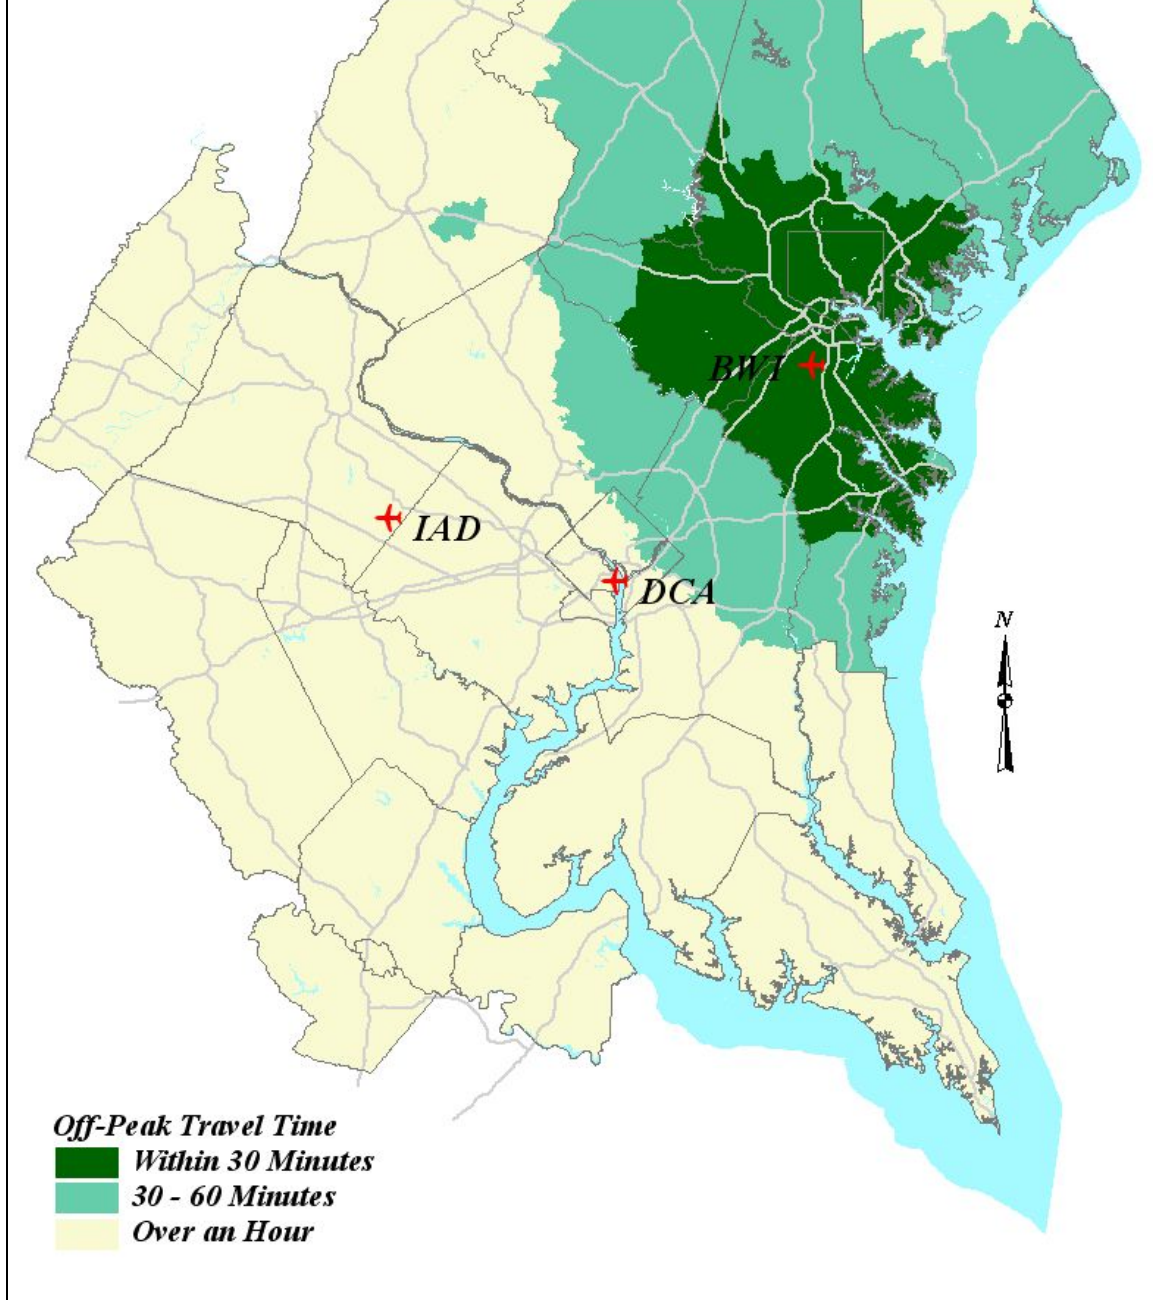 BWI
IAD
DCA
N
Off-Peak Travel Time
Within 30 Minutes
30 - 60 Minutes
Over an Hour